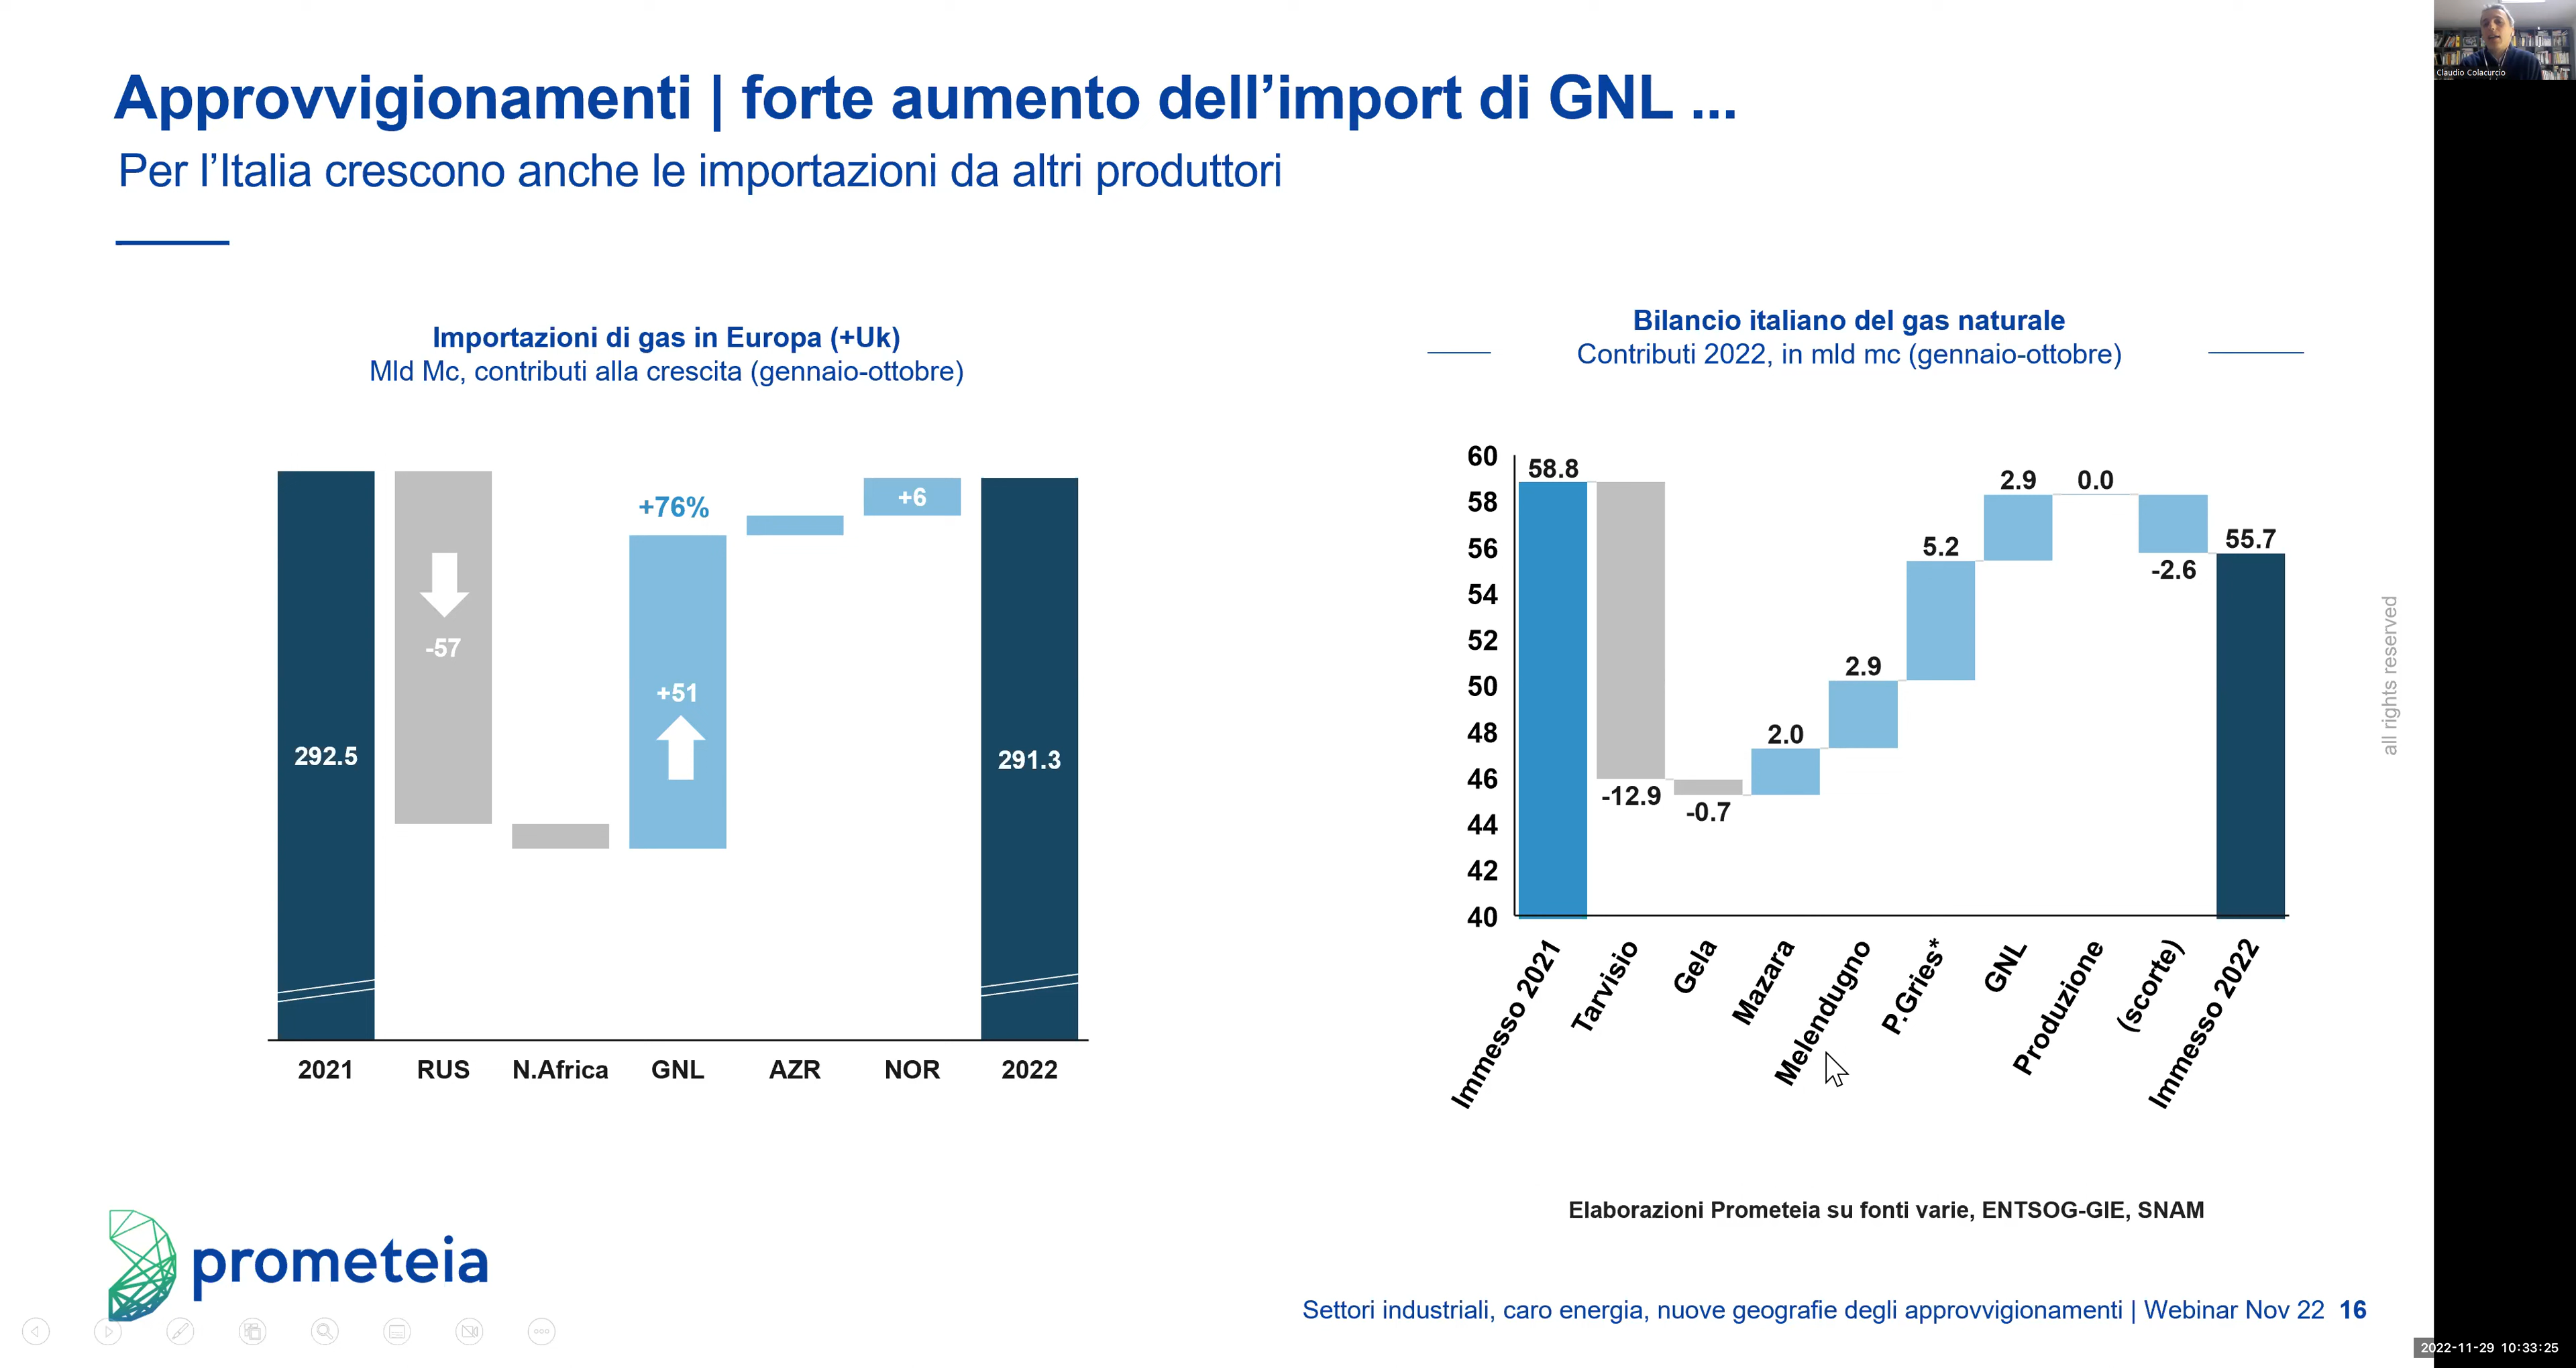 Approvvigionamenti | forte aumento dell’import di GNL ...
Per l’Italia crescono anche le importazioni da altri produttori
Claudio Colacurcio
Importazioni di gas in Europa (+Uk)
Mld Mc, contributi alla crescita (gennaio-ottobre)
292.5
-57
+76%
+51
+6
291.3
2021 RUS N.Africa GNL AZR NOR 2022
Bilancio italiano del gas naturale
Contributi 2022, in mld mc (gennaio-ottobre)
60
58
56
54
52
50
48
46
44
42
40
58.8
-12.9
-0.7
2.0
2.9
5.2
2.9
0.0
-2.6
55.7
Immesso 2021
Tarvisio
Gela
Mazara
Melendugno
P.Gries*
GNL
Produzione
(scorte)
Immesso 2022
all rights reserved
Elaborazioni Prometeia su fonti varie, ENTSOG-GIE, SNAM
prometeia
Settori industriali, caro energia, nuove geografie degli approvvigionamenti | Webinar Nov 22 16
2022-11-29 10:33:25